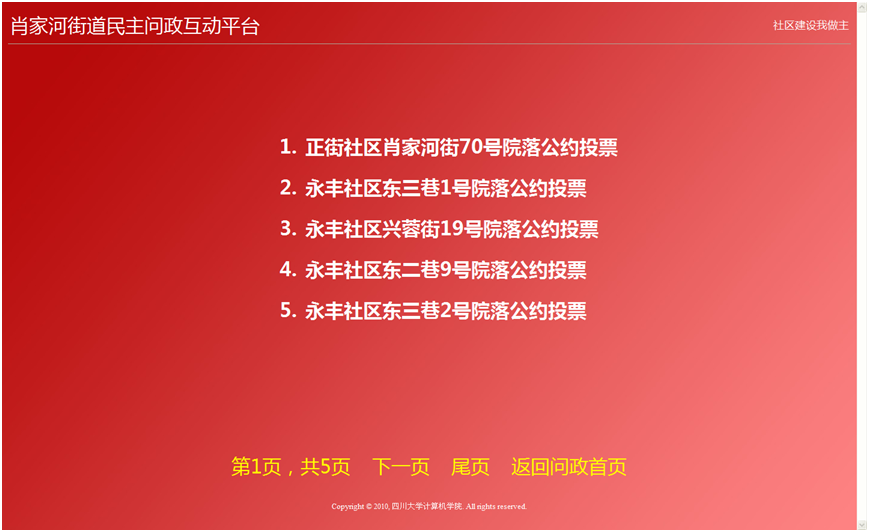 肖家河街道民主问政互动平台
社区建设我做主
1. 正街社区肖家河街70号院落公约投票
2. 永丰社区东三巷1号院落公约投票
3. 永丰社区兴蓉街19号院落公约投票
4. 永丰社区东二巷9号院落公约投票
5. 永丰社区东三巷2号院落公约投票
第1页，共5页 下一页 尾页 返回问政首页
Copyright © 2010, 四川大学计算机学院. All rights reserved.